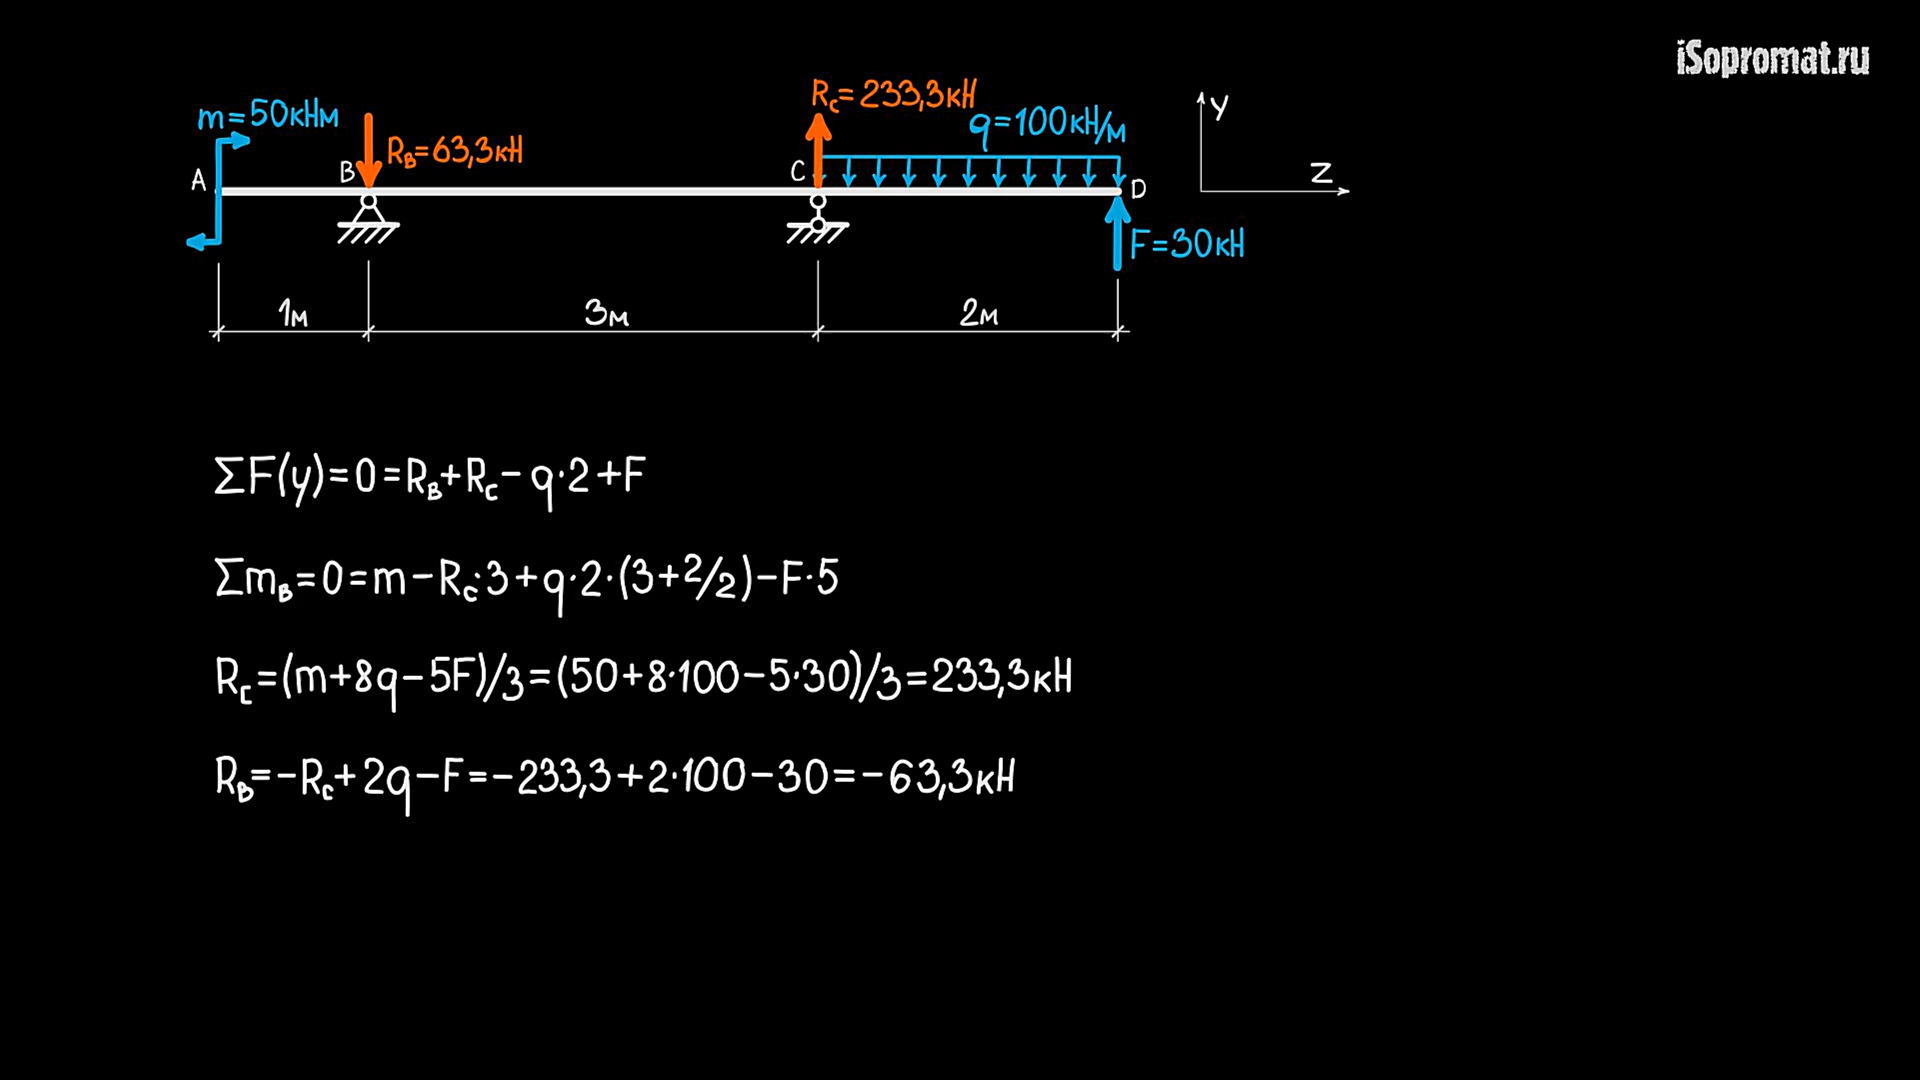 iSopromat.ru
m=50кНм
R_B=63,3кН
R_C=233,3кН
q=100кН/м
y
z
A
B
C
D
F=30кН
1м
3м
2м
ΣF(y)=0=R_B+R_C-q·2+F
Σm_B=0=m-R_C·3+q·2·(3+2/2)-F·5
R_C=(m+8q-5F)/3=(50+8·100-5·30)/3=233,3кН
R_B=-R_C+2q-F=-233,3+2·100-30=-63,3кН